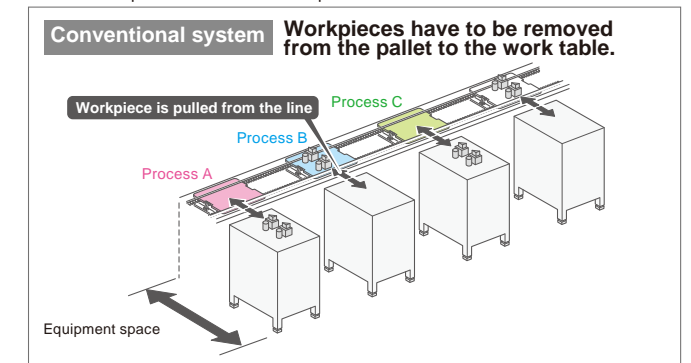 Conventional system
Workpieces have to be removed
from the pallet to the work table.
Workpiece is pulled from the line
Process C
Process B
Process A
Equipment space